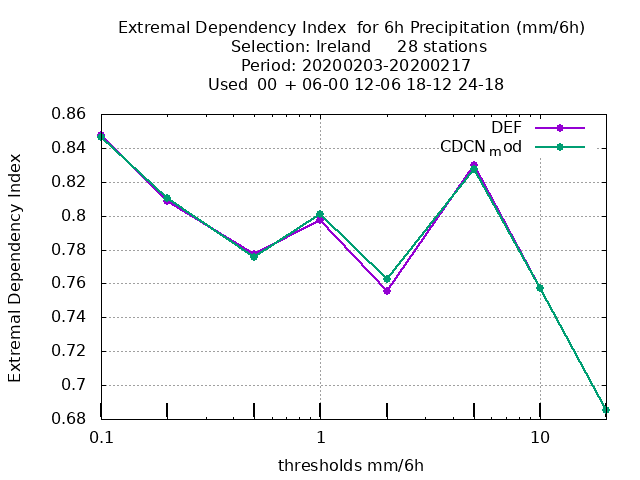 Extremal Dependency Index for 6h Precipitation (mm/6h)
Selection: Ireland 28 stations
Period: 20200203-20200217
Used 00 + 06-00 12-06 18-12 24-18
DEF
CDCNmod
Extremal Dependency Index
0.86
0.84
0.82
0.8
0.78
0.76
0.74
0.72
0.7
0.68
0.1 1 10
thresholds mm/6h